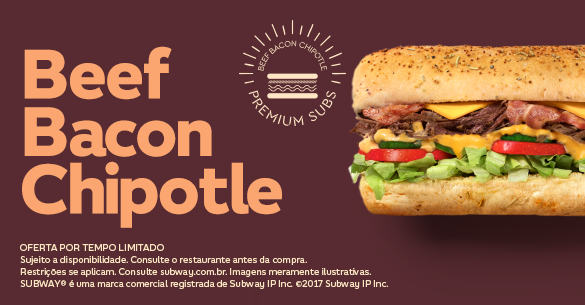 Beef
Bacon
Chipotle
BEEF BACON CHIPOTLE
PREMIUM SUBS
OFERTA POR TEMPO LIMITADO
Sujeito a disponibilidade. Consulte o restaurante antes da compra.
Restrições se aplicam. Consulte subway.com.br. Imagens meramente ilustrativas.
SUBWAY® é uma marca comercial registrada de Subway IP Inc. ©2017 Subway IP Inc.